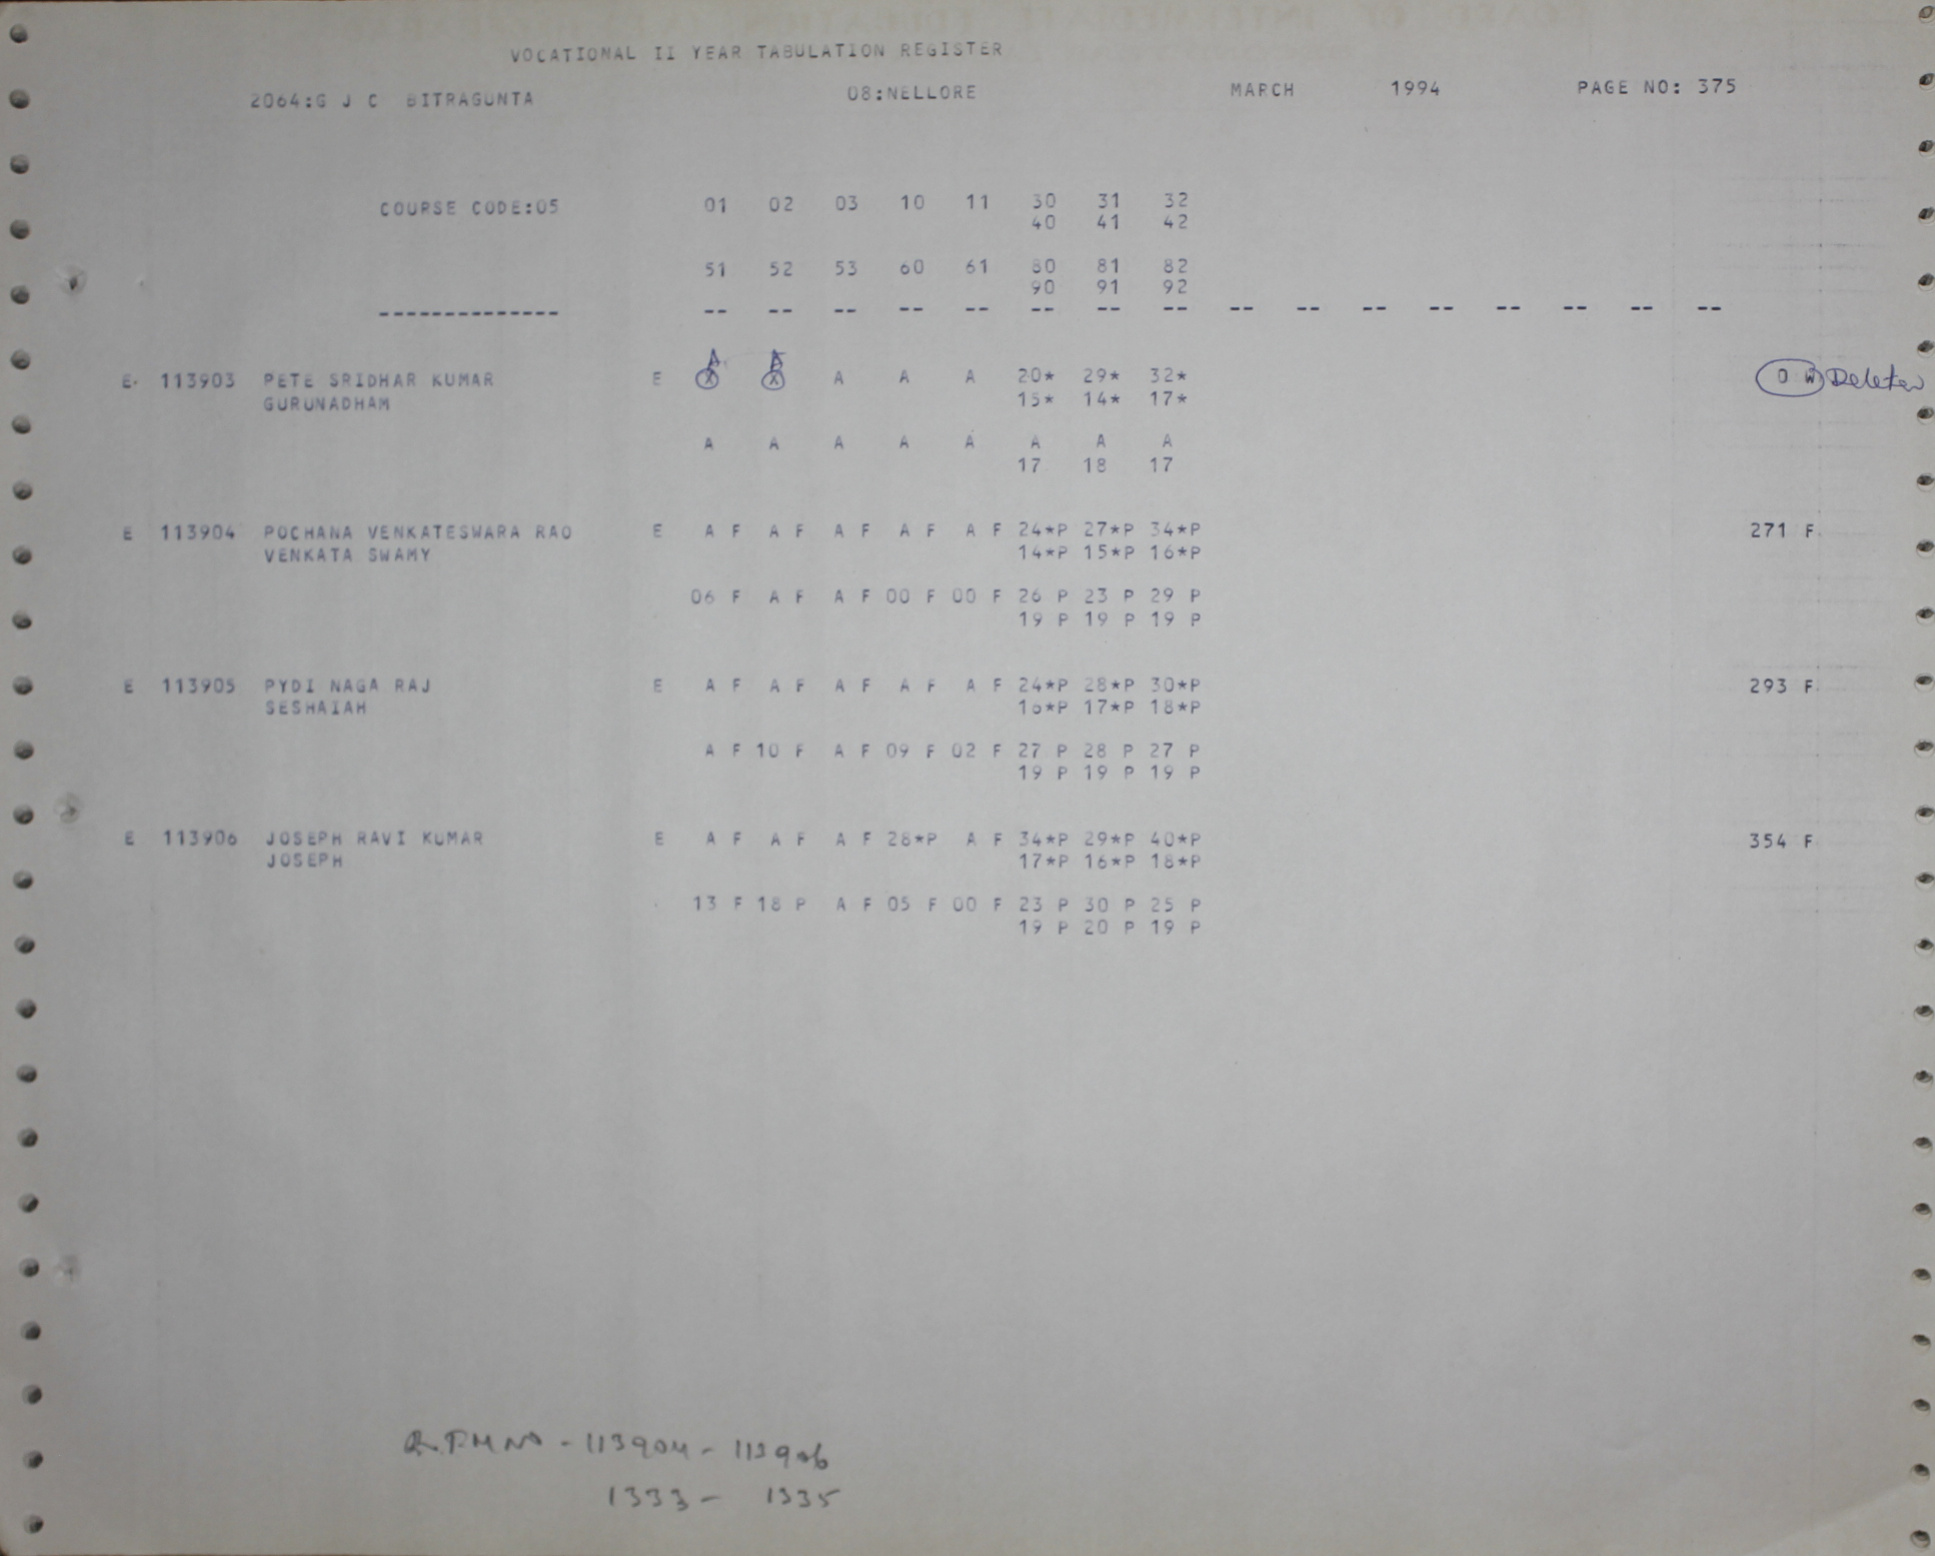 VOCATIONAL II YEAR TABULATION REGISTER
2064:G J C BITRAGUNTA 08:NELLORE MARCH 1994 PAGE NO: 375
COURSE CODE:05 01 02 03 10 11 30 31 32
40 41 42
51 52 53 60 61 80 81 82
90 91 92
-------------- -- -- -- -- -- -- -- -- -- -- -- -- -- -- -- --
A A
E 113903 PETE SRIDHAR KUMAR E X X A A A 20* 29* 32* 0 W Deleted
GURUNADHAM 15* 14* 17*
A A A A A A A A
17 18 17
E 113904 POCHANA VENKATESWARA RAO E A F A F A F A F A F 24*P 27*P 34*P 271 F
VENKATA SWAMY 14*P 15*P 16*P
06 F A F A F 00 F 00 F 26 P 23 P 29 P
19 P 19 P 19 P
E 113905 PYDI NAGA RAJ E A F A F A F A F A F 24*P 28*P 30*P 293 F
SESHAIAH 16*P 17*P 18*P
A F 10 F A F 09 F 02 F 27 P 28 P 27 P
19 P 19 P 19 P
E 113906 JOSEPH RAVI KUMAR E A F A F A F 28*P A F 34*P 29*P 40*P 354 F
JOSEPH 17*P 16*P 18*P
13 F 18 P A F 05 F 00 F 23 P 30 P 25 P
19 P 20 P 19 P
- 113904 - 113906
1333 - 1335